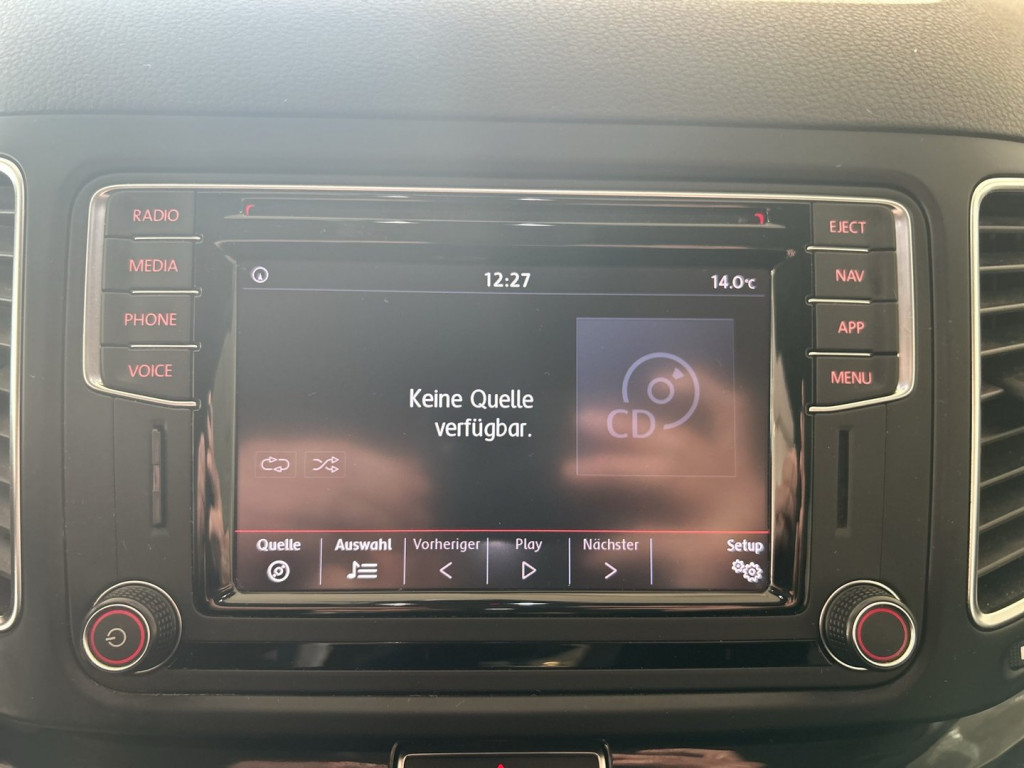 RADIO
MEDIA
PHONE
VOICE
EJECT
NAV
APP
MENU
12:27
14.0°C
Keine Quelle
verfügbar.
CD
Quelle
Auswahl
Vorheriger
Play
Nächster
Setup